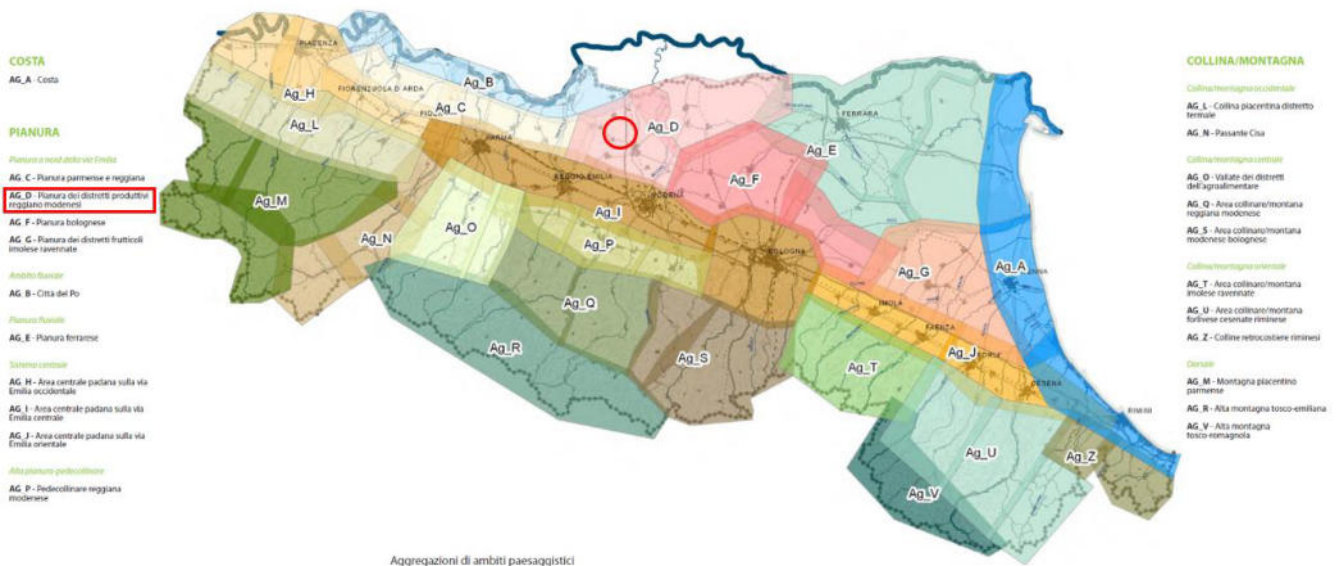 COSTA
AG_A - Costa
PIANURA
Pianura a nord della via Emilia
AG_C - Pianura parmense e reggiana
AG_D - Pianura dei distretti produttivi
reggiano modenesi
AG_F - Pianura bolognese
AG_G - Pianura dei distretti frutticoli
imolese ravennate
Ambito fluviale
AG_B - Città del Po
Pianura fluviale
AG_E - Pianura ferrarese
Sistema centrale
AG_H - Area centrale padana sulla via
Emilia occidentale
AG_I - Area centrale padana sulla via
Emilia centrale
AG_J - Area centrale padana sulla via
Emilia orientale
Alta pianura-pedecollinare
AG_P - Pedecollinare reggiana
modenese
PIACENZA
FIORENZUOLA D'ARDA
PARMA
REGGIO EMILIA
MODENA
BOLOGNA
FERRARA
IMOLA
FAENZA
CESENA
RIMINI
Ag_B
Ag_H
Ag_C
Ag_L
Ag_D
Ag_E
Ag_F
Ag_M
Ag_I
Ag_O
Ag_N
Ag_P
Ag_G
Ag_A
Ag_Q
Ag_R
Ag_S
Ag_T
Ag_J
Ag_U
Ag_Z
Ag_V
COLLINA/MONTAGNA
Collina/montagna occidentale
AG_L - Collina piacentina distretto
termale
AG_N - Passante Cisa
Collina/montagna centrale
AG_O - Vallate dei distretti
dell'agroalimentare
AG_Q - Area collinare/montana
reggiana modenese
AG_S - Area collinare/montana
modenese bolognese
Collina/montagna orientale
AG_T - Area collinare/montana
imolese ravennate
AG_U - Area collinare/montana
forlivese cesenate riminese
AG_Z - Colline retrocostiere riminesi
Dorsale
AG_M - Montagna piacentino
parmense
AG_R - Alta montagna tosco-emiliana
AG_V - Alta montagna
tosco-romagnola
Aggregazioni di ambiti paesaggistici